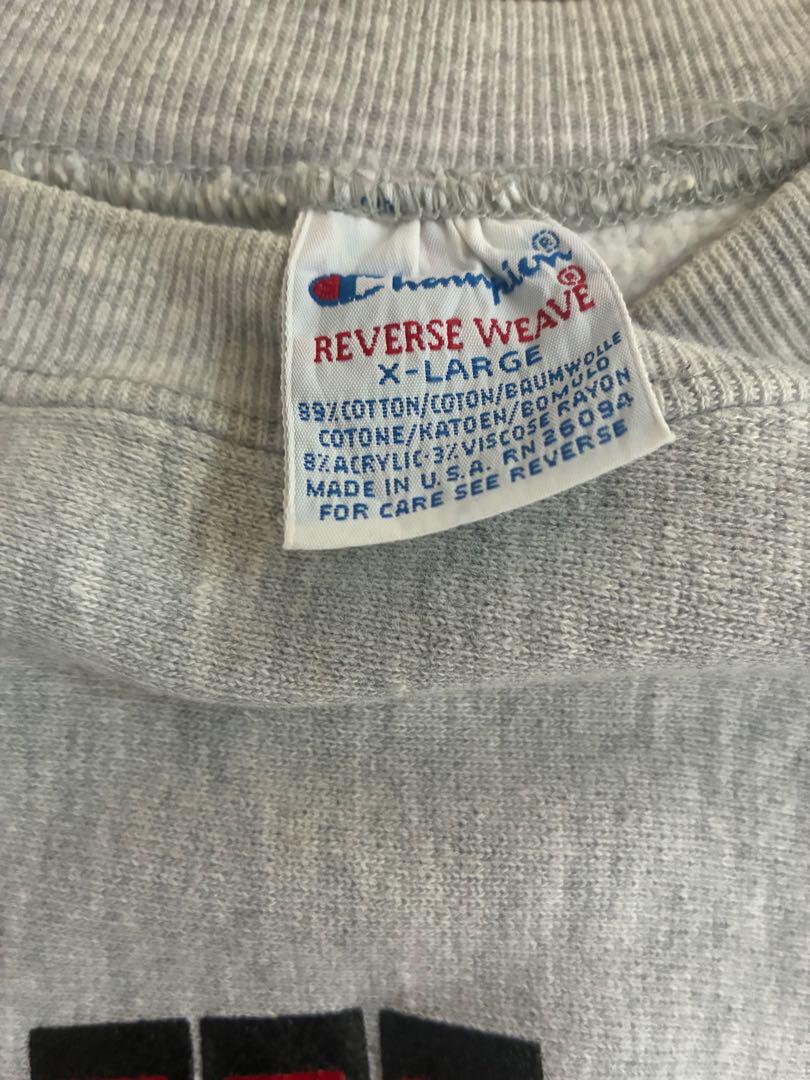 Champion®
REVERSE WEAVE®
X-LARGE
89%COTTON/COTON/BAUMWOLLE
COTONE/KATOEN/BOMULD
8%ACRYLIC-3%VISCOSE RAYON
MADE IN U.S.A. RN 26094
FOR CARE SEE REVERSE